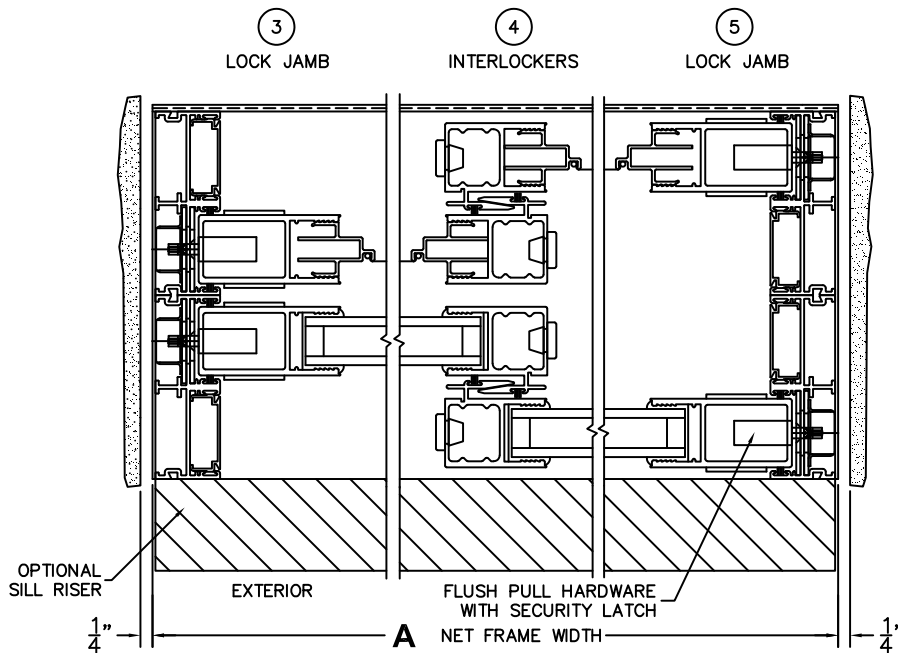 3
4
5
LOCK JAMB
INTERLOCKERS
LOCK JAMB
OPTIONAL
SILL RISER
EXTERIOR
FLUSH PULL HARDWARE
WITH SECURITY LATCH
1/4"
A NET FRAME WIDTH
1/4'